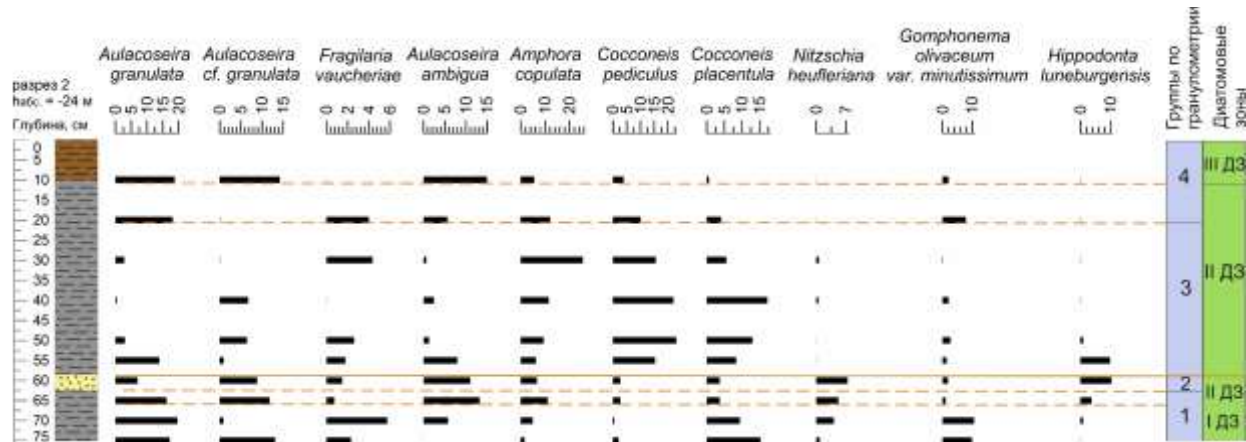 Aulacoseira
granulata
Aulacoseira
cf. granulata
Fragilaria
vaucheriae
Aulacoseira
ambigua
Amphora
copulata
Cocconeis
pediculus
Cocconeis
placentula
Nitzschia
heufleriana
Gomphonema
olivaceum
var. minutissimum
Hippodonta
luneburgensis
Группы по
гранулометрии
Диатомовые
зоны
разрез 2
hабс. = -24 м
Глубина, см
0 5 10 15 20
0 5 10 15
0 2 4 6
0 5 10 15
0 10 20
0 5 10 15 20
0 5 10 15
0 7
0 10
0 10
0
5
10
15
20
25
30
35
40
45
50
55
60
65
70
75
4
3
2
1
III ДЗ
II ДЗ
II ДЗ
I ДЗ